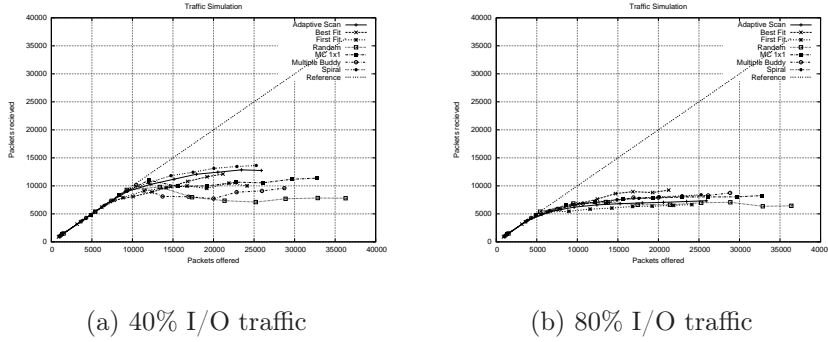 Traffic Simulation
40000
35000
30000
25000
20000
15000
10000
5000
0
Packets recieved
0 5000 10000 15000 20000 25000 30000 35000 40000
Packets offered
Adaptive Scan
Best Fit
First Fit
Random
MC 1x1
Multiple Buddy
Spiral
Reference
(a) 40% I/O traffic
Traffic Simulation
40000
35000
30000
25000
20000
15000
10000
5000
0
Packets recieved
0 5000 10000 15000 20000 25000 30000 35000 40000
Packets offered
Adaptive Scan
Best Fit
First Fit
Random
MC 1x1
Multiple Buddy
Spiral
Reference
(b) 80% I/O traffic